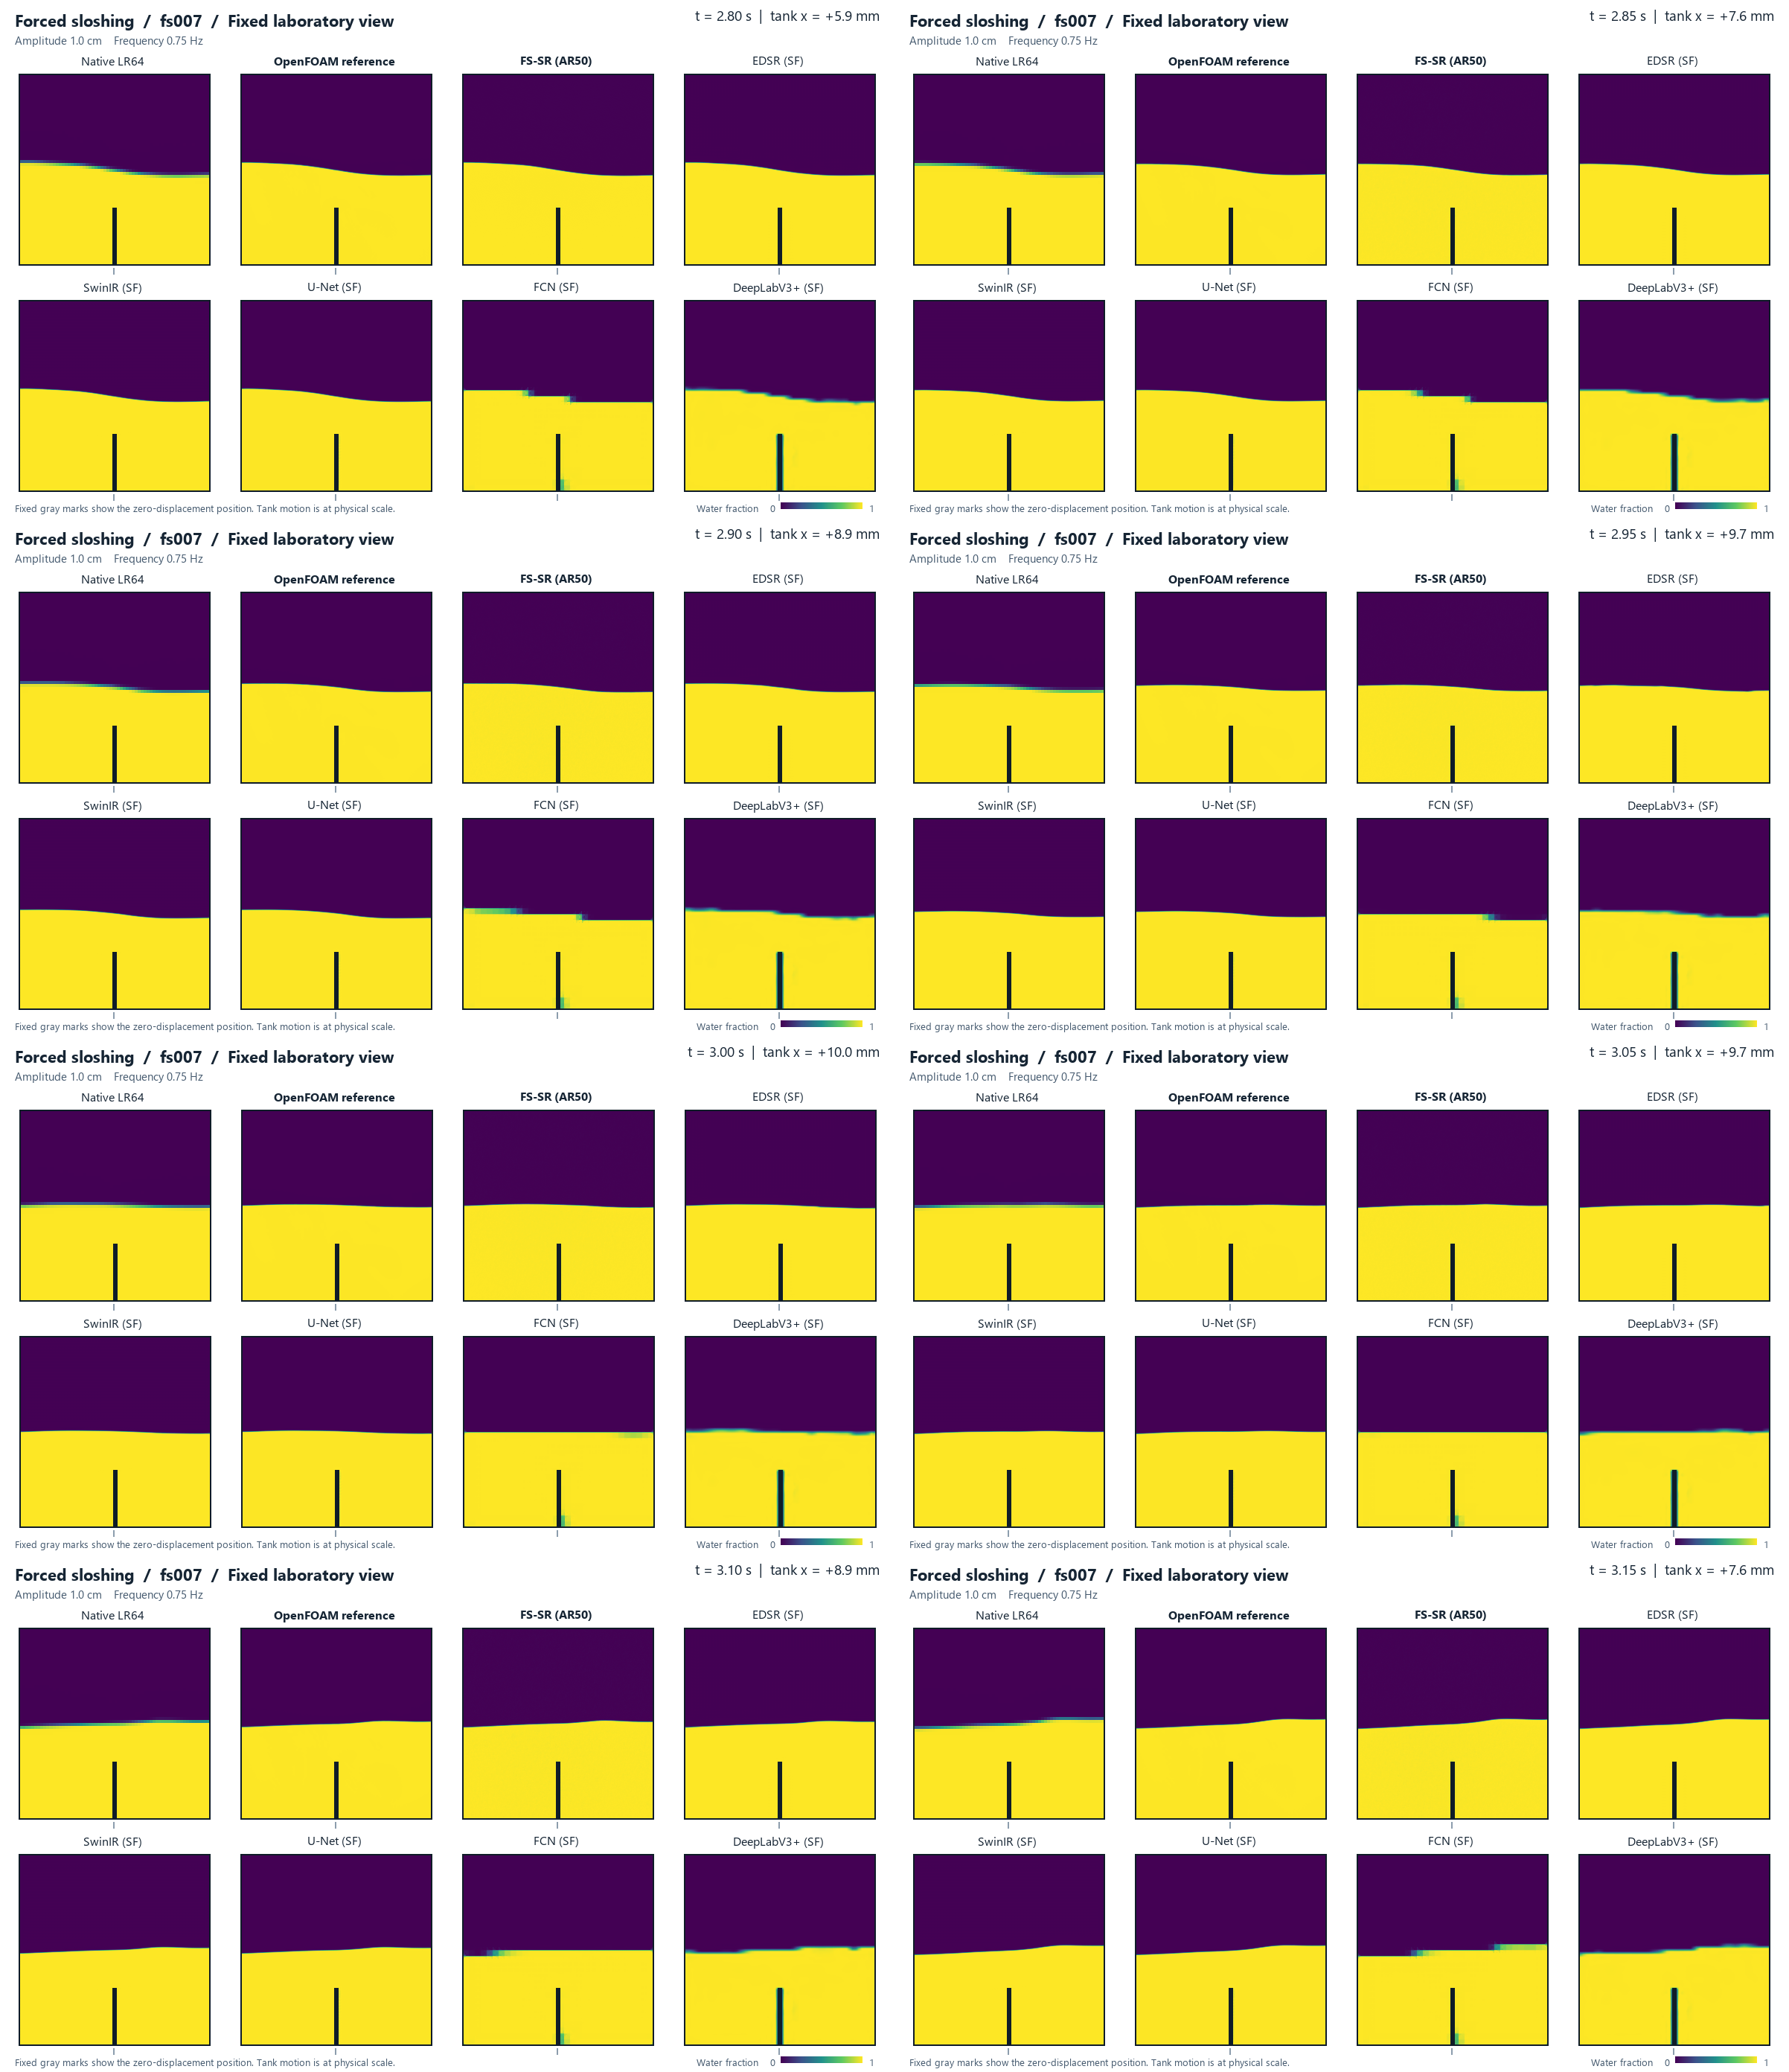 Forced sloshing / fs007 / Fixed laboratory view
t = 2.80 s | tank x = +5.9 mm
Amplitude 1.0 cm Frequency 0.75 Hz
Native LR64
OpenFOAM reference
FS-SR (AR50)
EDSR (SF)
SwinIR (SF)
U-Net (SF)
FCN (SF)
DeepLabV3+ (SF)
Fixed gray marks show the zero-displacement position. Tank motion is at physical scale.
Water fraction 0 1
Forced sloshing / fs007 / Fixed laboratory view
t = 2.85 s | tank x = +7.6 mm
Amplitude 1.0 cm Frequency 0.75 Hz
Native LR64
OpenFOAM reference
FS-SR (AR50)
EDSR (SF)
SwinIR (SF)
U-Net (SF)
FCN (SF)
DeepLabV3+ (SF)
Fixed gray marks show the zero-displacement position. Tank motion is at physical scale.
Water fraction 0 1
Forced sloshing / fs007 / Fixed laboratory view
t = 2.90 s | tank x = +8.9 mm
Amplitude 1.0 cm Frequency 0.75 Hz
Native LR64
OpenFOAM reference
FS-SR (AR50)
EDSR (SF)
SwinIR (SF)
U-Net (SF)
FCN (SF)
DeepLabV3+ (SF)
Fixed gray marks show the zero-displacement position. Tank motion is at physical scale.
Water fraction 0 1
Forced sloshing / fs007 / Fixed laboratory view
t = 2.95 s | tank x = +9.7 mm
Amplitude 1.0 cm Frequency 0.75 Hz
Native LR64
OpenFOAM reference
FS-SR (AR50)
EDSR (SF)
SwinIR (SF)
U-Net (SF)
FCN (SF)
DeepLabV3+ (SF)
Fixed gray marks show the zero-displacement position. Tank motion is at physical scale.
Water fraction 0 1
Forced sloshing / fs007 / Fixed laboratory view
t = 3.00 s | tank x = +10.0 mm
Amplitude 1.0 cm Frequency 0.75 Hz
Native LR64
OpenFOAM reference
FS-SR (AR50)
EDSR (SF)
SwinIR (SF)
U-Net (SF)
FCN (SF)
DeepLabV3+ (SF)
Fixed gray marks show the zero-displacement position. Tank motion is at physical scale.
Water fraction 0 1
Forced sloshing / fs007 / Fixed laboratory view
t = 3.05 s | tank x = +9.7 mm
Amplitude 1.0 cm Frequency 0.75 Hz
Native LR64
OpenFOAM reference
FS-SR (AR50)
EDSR (SF)
SwinIR (SF)
U-Net (SF)
FCN (SF)
DeepLabV3+ (SF)
Fixed gray marks show the zero-displacement position. Tank motion is at physical scale.
Water fraction 0 1
Forced sloshing / fs007 / Fixed laboratory view
t = 3.10 s | tank x = +8.9 mm
Amplitude 1.0 cm Frequency 0.75 Hz
Native LR64
OpenFOAM reference
FS-SR (AR50)
EDSR (SF)
SwinIR (SF)
U-Net (SF)
FCN (SF)
DeepLabV3+ (SF)
Fixed gray marks show the zero-displacement position. Tank motion is at physical scale.
Water fraction 0 1
Forced sloshing / fs007 / Fixed laboratory view
t = 3.15 s | tank x = +7.6 mm
Amplitude 1.0 cm Frequency 0.75 Hz
Native LR64
OpenFOAM reference
FS-SR (AR50)
EDSR (SF)
SwinIR (SF)
U-Net (SF)
FCN (SF)
DeepLabV3+ (SF)
Fixed gray marks show the zero-displacement position. Tank motion is at physical scale.
Water fraction 0 1